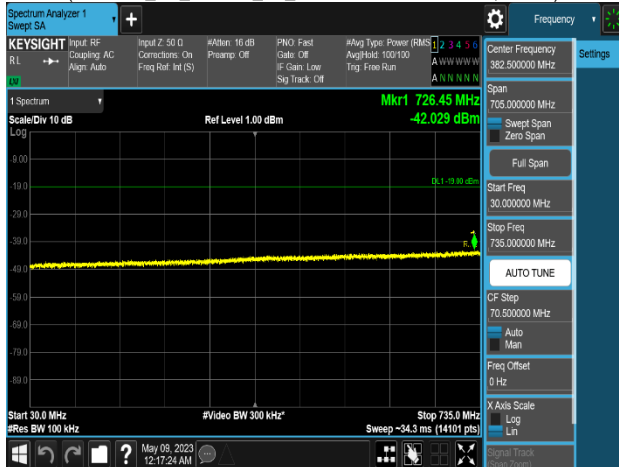 Spectrum Analyzer 1
Swept SA
Frequency
KEYSIGHT
RL
Input: RF
Coupling: AC
Align: Auto
Input Z: 50 Ω
Corrections: On
Freq Ref: Int (S)
#Atten: 16 dB
Preamp: Off
PNO: Fast
Gate: Off
IF Gain: Low
Sig Track: Off
#Avg Type: Power (RMS
Avg|Hold: 100/100
Trig: Free Run
1 2 3 4 5 6
A W W W W W
A N N N N N
1 Spectrum
Scale/Div 10 dB
Log
Ref Level 1.00 dBm
Mkr1 726.45 MHz
-42.029 dBm
-9.00
-19.0
DL1 -19.00 dBm
-29.0
-39.0
-49.0
-59.0
-69.0
-79.0
-89.0
Start 30.0 MHz
#Res BW 100 kHz
#Video BW 300 kHz*
Stop 735.0 MHz
Sweep ~34.3 ms (14101 pts)
May 09, 2023
12:17:24 AM
Center Frequency
382.500000 MHz
Settings
Span
705.000000 MHz
Swept Span
Zero Span
Full Span
Start Freq
30.000000 MHz
Stop Freq
735.000000 MHz
AUTO TUNE
CF Step
70.500000 MHz
Auto
Man
Freq Offset
0 Hz
X Axis Scale
Log
Lin
Signal Track
(Span Zoom)